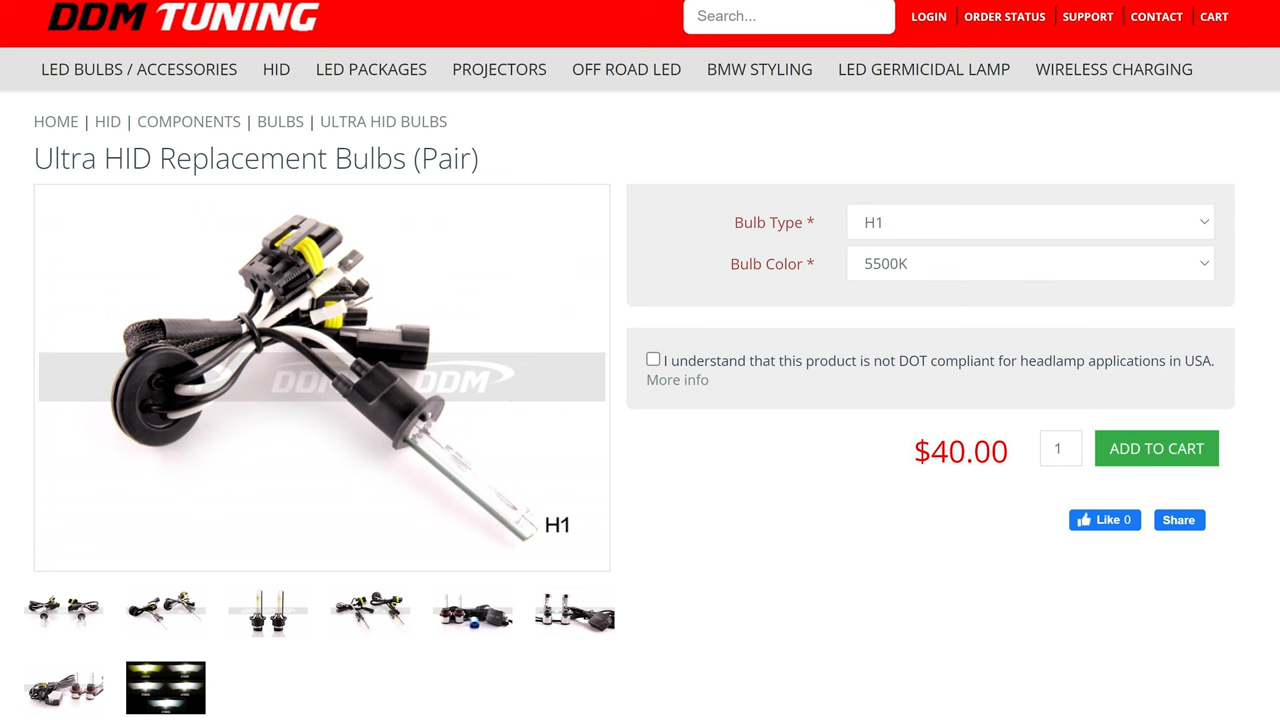 DDM TUNING
Search...
LOGIN
ORDER STATUS
SUPPORT
CONTACT
CART
LED BULBS / ACCESSORIES
HID
LED PACKAGES
PROJECTORS
OFF ROAD LED
BMW STYLING
LED GERMICIDAL LAMP
WIRELESS CHARGING
HOME | HID | COMPONENTS | BULBS | ULTRA HID BULBS
Ultra HID Replacement Bulbs (Pair)
DDM
DDM
H1
Bulb Type *
H1
Bulb Color *
5500K
I understand that this product is not DOT compliant for headlamp applications in USA.
More info
$40.00
1
ADD TO CART
Like 0
Share